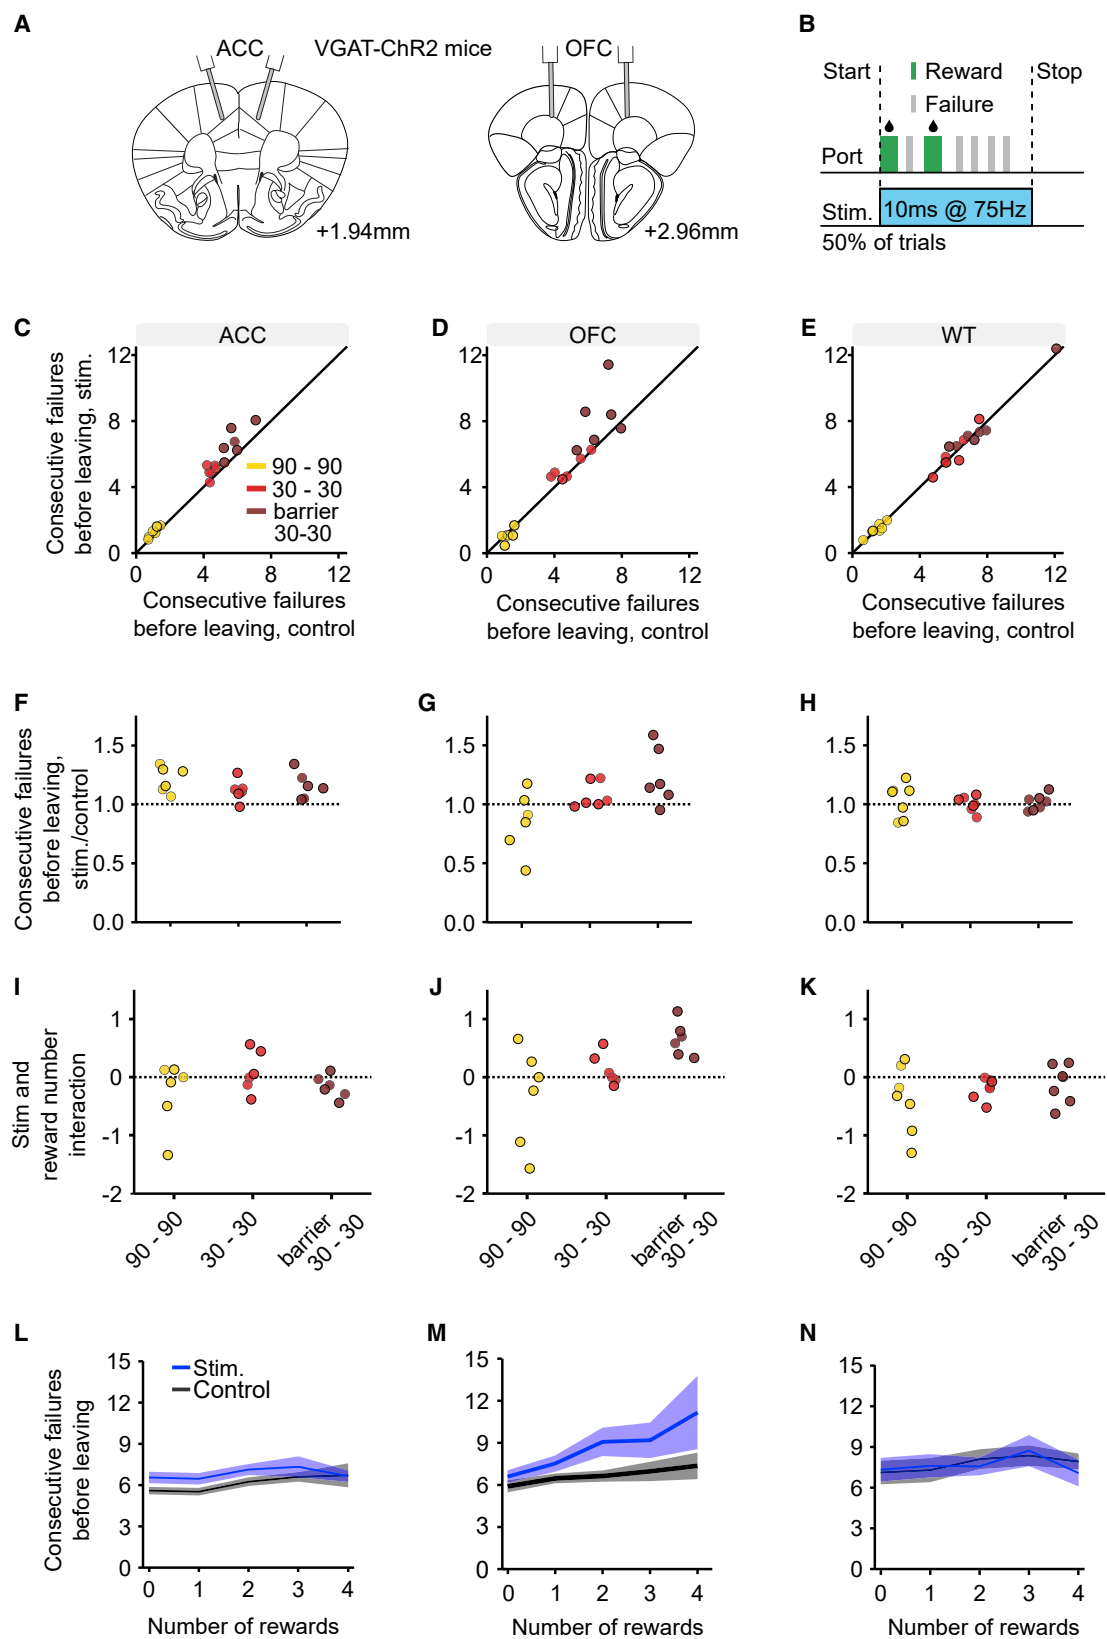 A
ACC
VGAT-ChR2 mice
OFC
+1.94mm
+2.96mm
B
Start
Reward
Stop
Failure
Port
Stim.
10ms @ 75Hz
50% of trials
C
ACC
Consecutive failures
before leaving, stim.
12
8
4
0
90 - 90
30 - 30
barrier
30-30
0 4 8 12
Consecutive failures
before leaving, control
D
OFC
12
8
4
0
0 4 8 12
Consecutive failures
before leaving, control
E
WT
12
8
4
0
0 4 8 12
Consecutive failures
before leaving, control
F
Consecutive failures
before leaving,
stim./control
1.5
1.0
0.5
0.0
G
1.5
1.0
0.5
0.0
H
1.5
1.0
0.5
0.0
I
Stim and
reward number
interaction
1
0
-1
-2
90 - 90
30 - 30
barrier
30 - 30
J
1
0
-1
-2
90 - 90
30 - 30
barrier
30 - 30
K
1
0
-1
-2
90 - 90
30 - 30
barrier
30 - 30
L
Consecutive failures
before leaving
15
12
9
6
3
0
Stim.
Control
0 1 2 3 4
Number of rewards
M
15
12
9
6
3
0
0 1 2 3 4
Number of rewards
N
15
12
9
6
3
0
0 1 2 3 4
Number of rewards